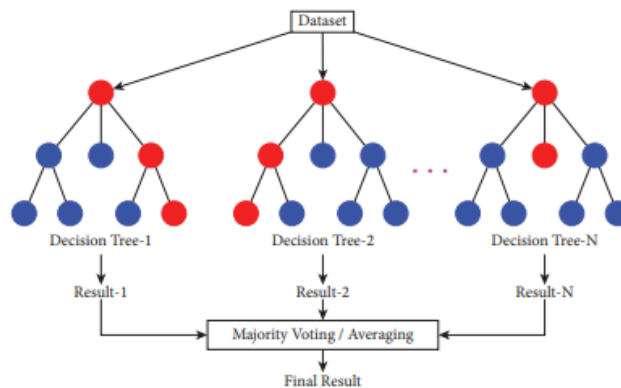 Dataset
Decision Tree-1
Decision Tree-2
Decision Tree-N
Result-1
Result-2
Result-N
Majority Voting / Averaging
Final Result